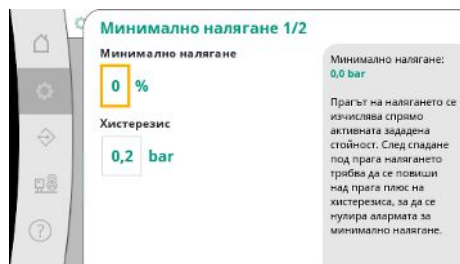 Минимално налягане 1/2
Минимално налягане
0 %
Хистерезис
0,2 bar
Минимално налягане:
0,0 bar
Прагът на налягането се
изчислява спрямо
активната зададена
стойност. След спадане
под прага налягането
трябва да се повиши
над прага плюс на
хистерезиса, за да се
нулира алармата за
минимално налягане.
?